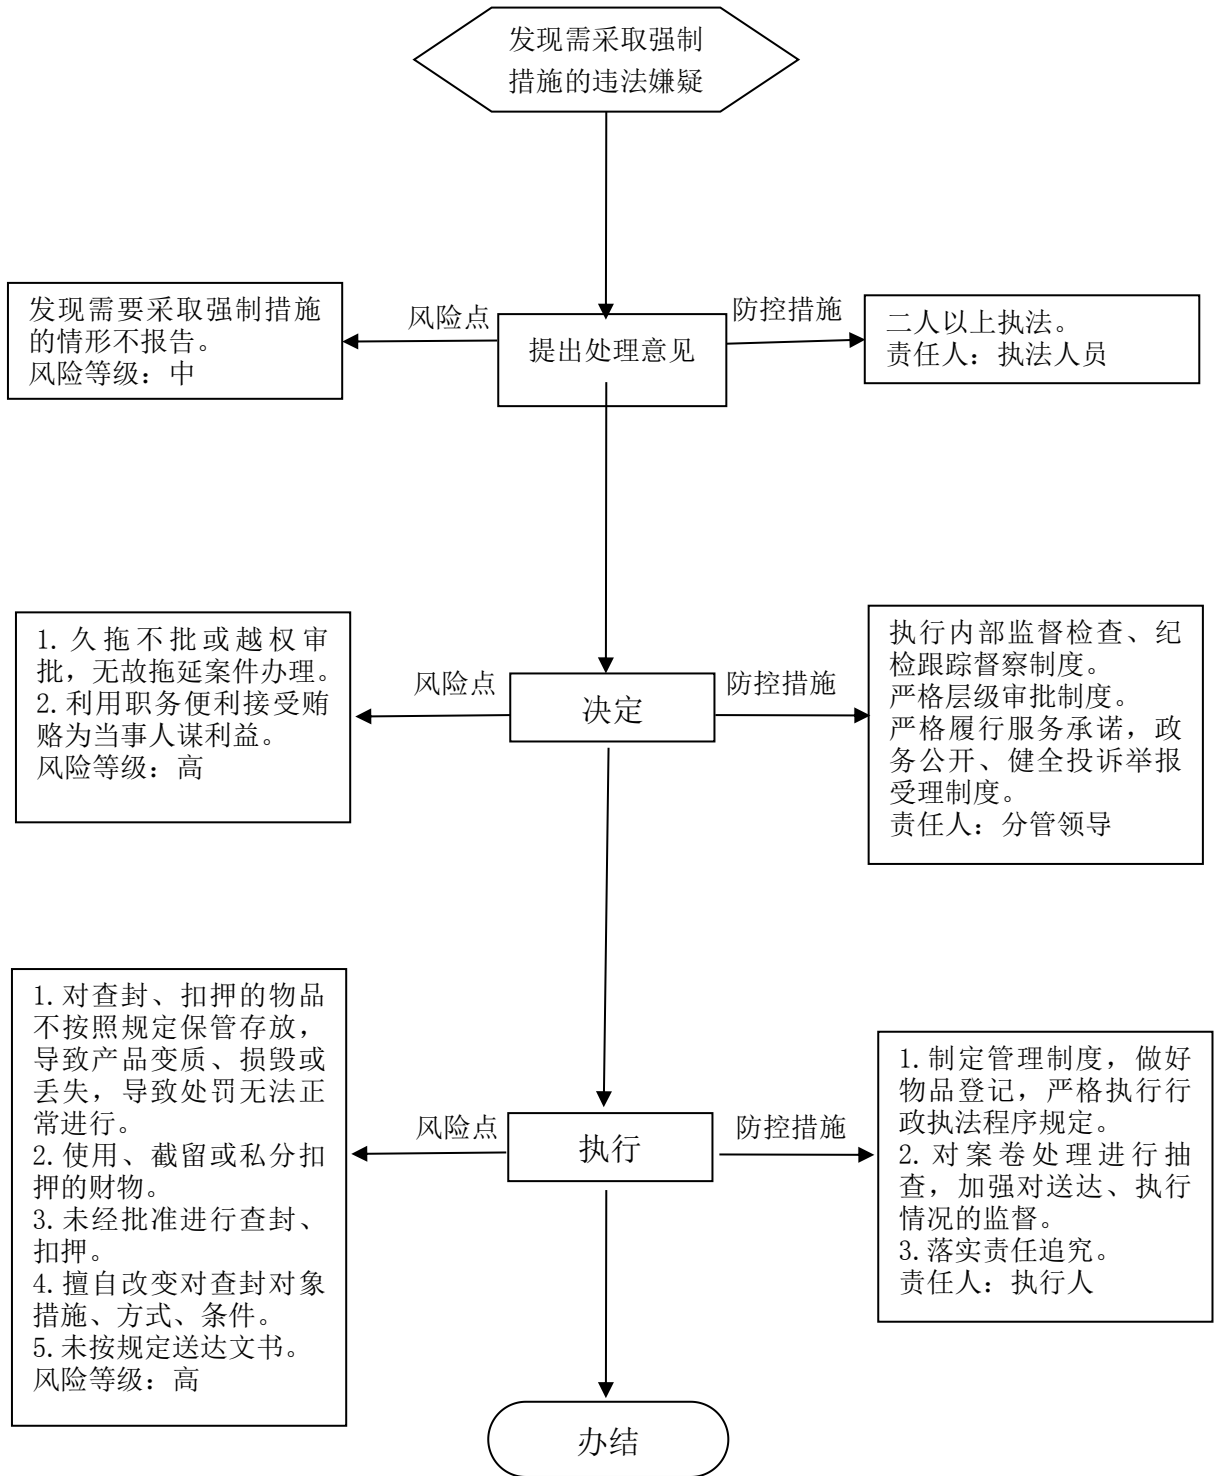 发现需采取强制
措施的违法嫌疑
发现需要采取强制措施
的情形不报告。
风险等级：中
风险点
提出处理意见
防控措施
二人以上执法。
责任人：执法人员
1.久拖不批或越权审
批，无故拖延案件办理。
2.利用职务便利接受贿
赂为当事人谋利益。
风险等级：高
风险点
决定
防控措施
执行内部监督检查、纪
检跟踪督察制度。
严格层级审批制度。
严格履行服务承诺，政
务公开、健全投诉举报
受理制度。
责任人：分管领导
1.对查封、扣押的物品
不按照规定保管存放，
导致产品变质、损毁或
丢失，导致处罚无法正
常进行。
2.使用、截留或私分扣
押的财物。
3.未经批准进行查封、
扣押。
4.擅自改变对查封对象
措施、方式、条件。
5.未按规定送达文书。
风险等级：高
风险点
执行
防控措施
1.制定管理制度，做好
物品登记，严格执行行
政执法程序规定。
2.对案卷处理进行抽
查，加强对送达、执行
情况的监督。
3.落实责任追究。
责任人：执行人
办结